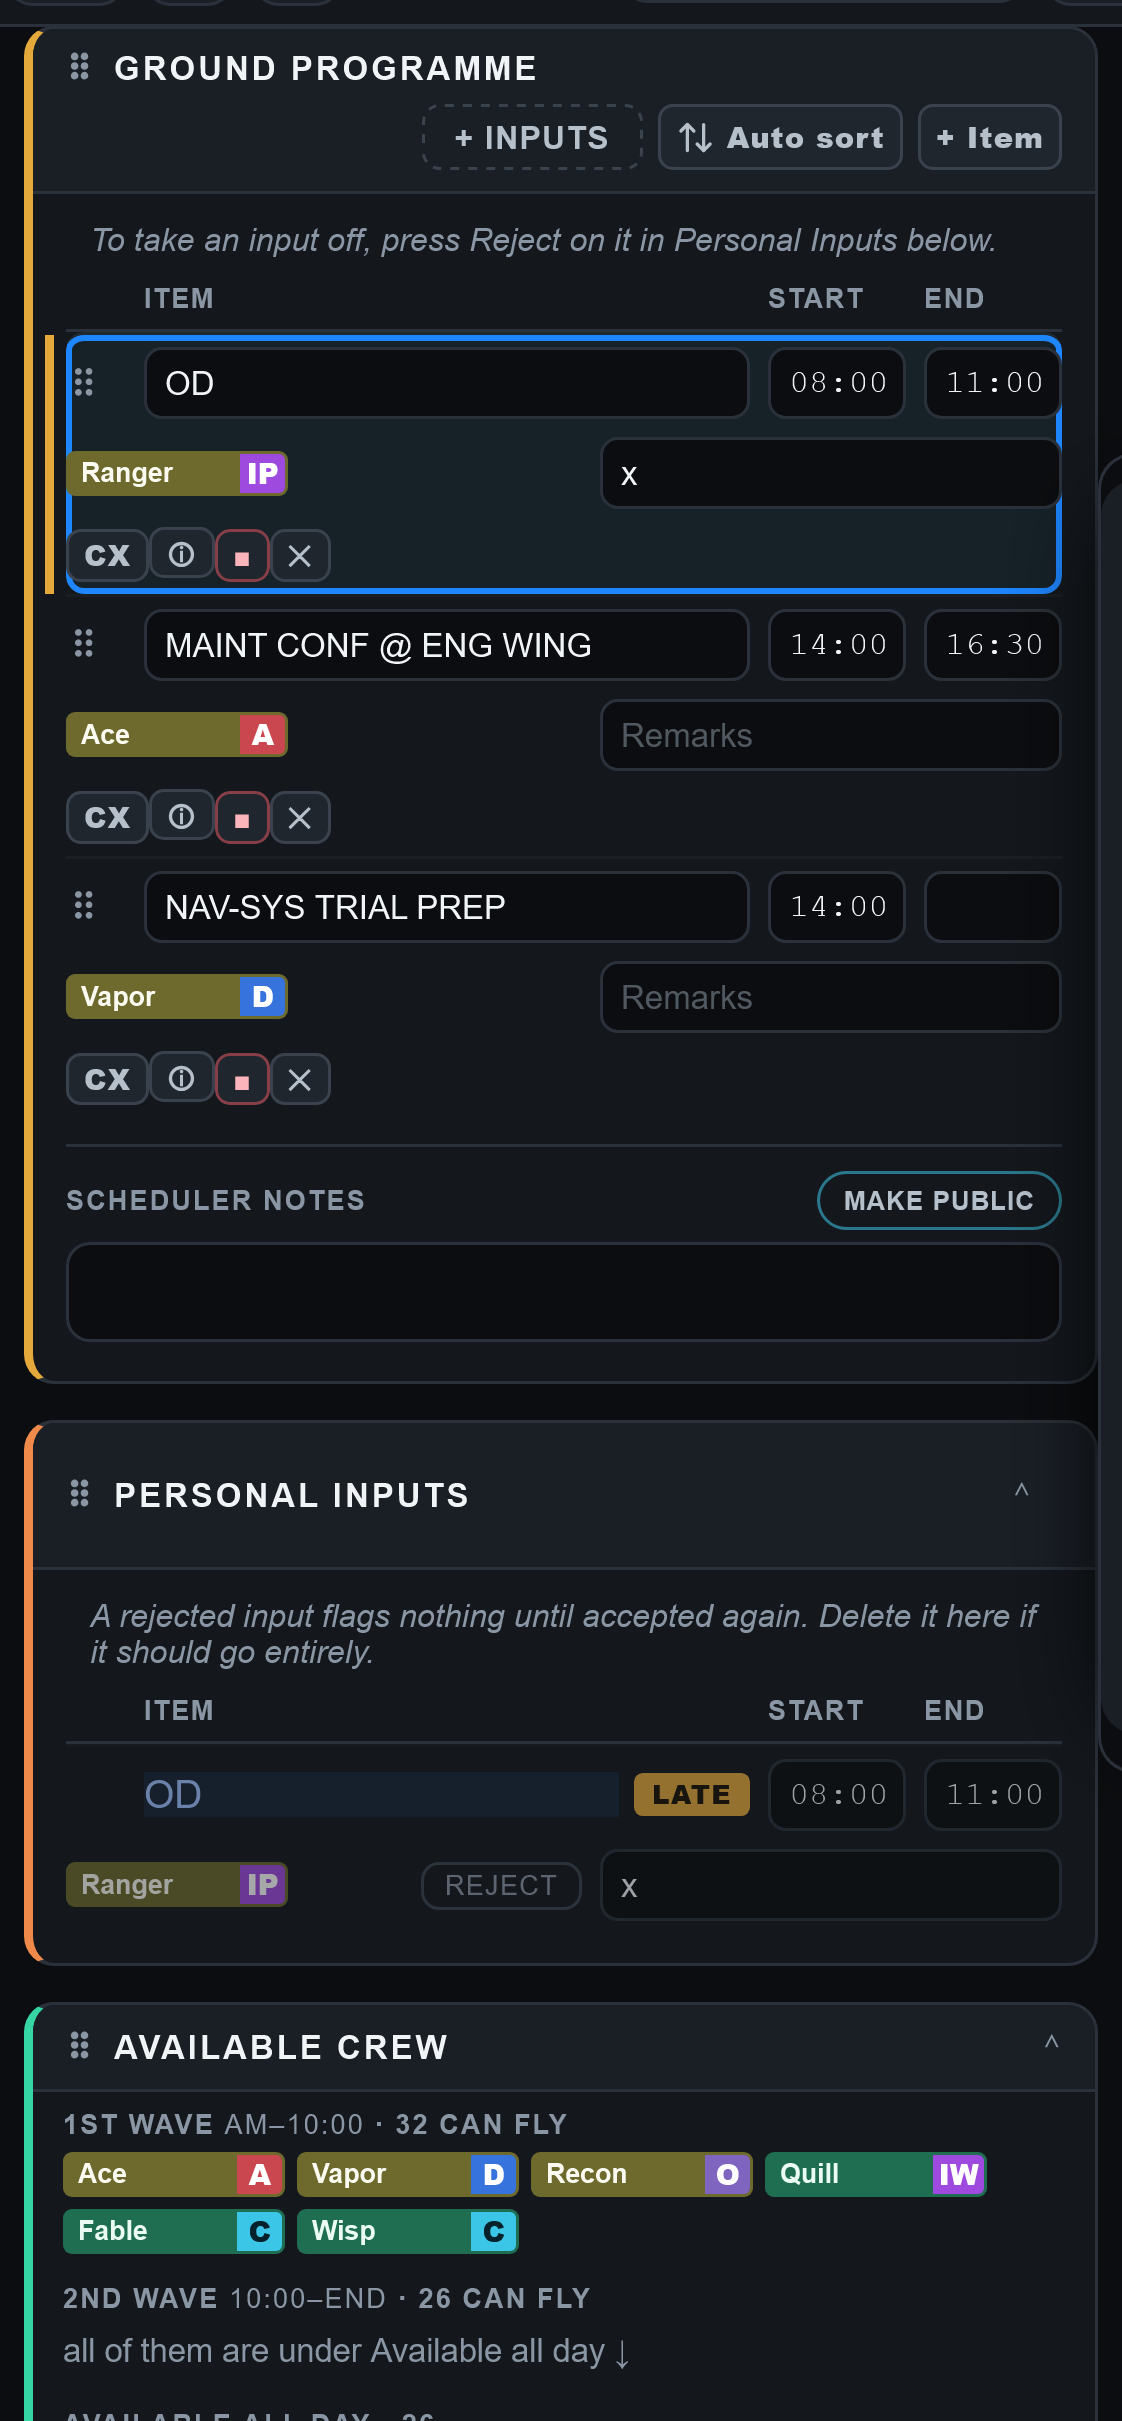 GROUND PROGRAMME
+ INPUTS
Auto sort
+ Item
To take an input off, press Reject on it in Personal Inputs below.
ITEM START END
OD 08:00 11:00
Ranger IP x
CX
MAINT CONF @ ENG WING 14:00 16:30
Ace A Remarks
CX
NAV-SYS TRIAL PREP 14:00
Vapor D Remarks
CX
SCHEDULER NOTES MAKE PUBLIC
PERSONAL INPUTS
A rejected input flags nothing until accepted again. Delete it here if
it should go entirely.
ITEM START END
OD LATE 08:00 11:00
Ranger IP REJECT x
AVAILABLE CREW
1ST WAVE AM–10:00 · 32 CAN FLY
Ace A Vapor D Recon O Quill IW
Fable C Wisp C
2ND WAVE 10:00–END · 26 CAN FLY
all of them are under Available all day ↓
AVAILABLE ALL DAY · 26